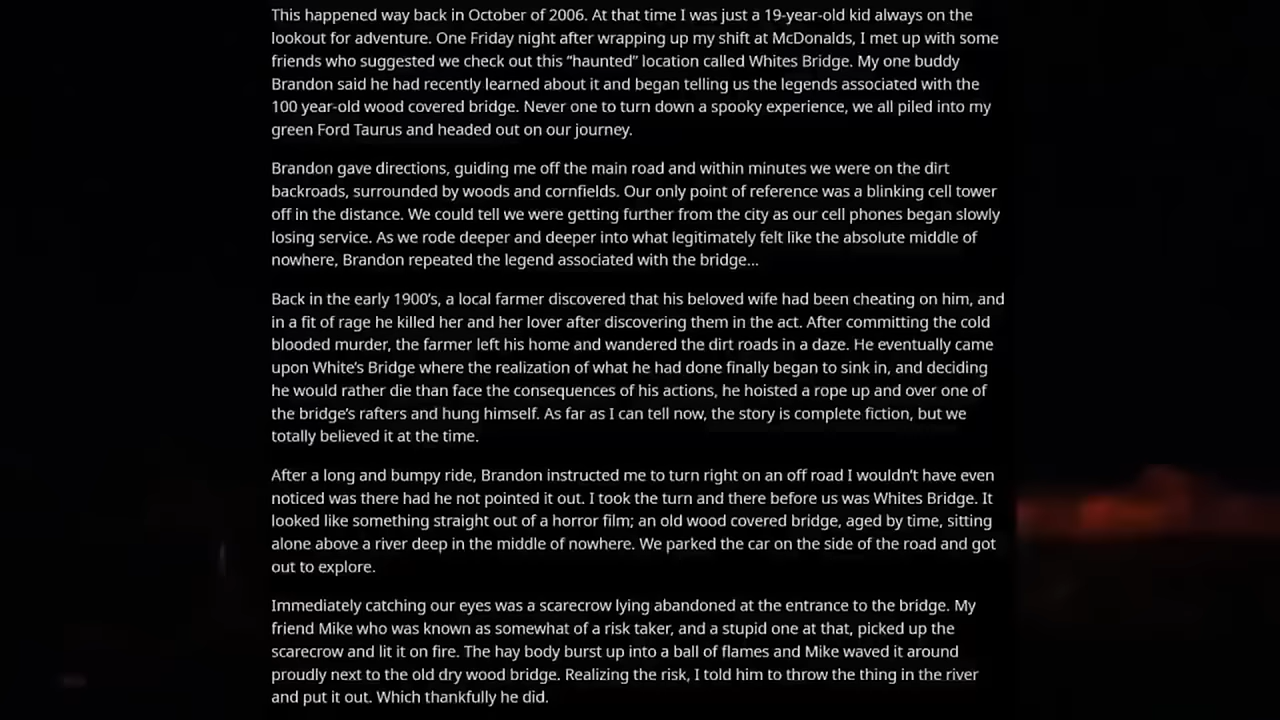 This happened way back in October of 2006. At that time I was just a 19-year-old kid always on the
lookout for adventure. One Friday night after wrapping up my shift at McDonalds, I met up with some
friends who suggested we check out this “haunted” location called Whites Bridge. My one buddy
Brandon said he had recently learned about it and began telling us the legends associated with the
100 year-old wood covered bridge. Never one to turn down a spooky experience, we all piled into my
green Ford Taurus and headed out on our journey.
Brandon gave directions, guiding me off the main road and within minutes we were on the dirt
backroads, surrounded by woods and cornfields. Our only point of reference was a blinking cell tower
off in the distance. We could tell we were getting further from the city as our cell phones began slowly
losing service. As we rode deeper and deeper into what legitimately felt like the absolute middle of
nowhere, Brandon repeated the legend associated with the bridge...
Back in the early 1900’s, a local farmer discovered that his beloved wife had been cheating on him, and
in a fit of rage he killed her and her lover after discovering them in the act. After committing the cold
blooded murder, the farmer left his home and wandered the dirt roads in a daze. He eventually came
upon White’s Bridge where the realization of what he had done finally began to sink in, and deciding
he would rather die than face the consequences of his actions, he hoisted a rope up and over one of
the bridge’s rafters and hung himself. As far as I can tell now, the story is complete fiction, but we
totally believed it at the time.
After a long and bumpy ride, Brandon instructed me to turn right on an off road I wouldn’t have even
noticed was there had he not pointed it out. I took the turn and there before us was Whites Bridge. It
looked like something straight out of a horror film; an old wood covered bridge, aged by time, sitting
alone above a river deep in the middle of nowhere. We parked the car on the side of the road and got
out to explore.
Immediately catching our eyes was a scarecrow lying abandoned at the entrance to the bridge. My
friend Mike who was known as somewhat of a risk taker, and a stupid one at that, picked up the
scarecrow and lit it on fire. The hay body burst up into a ball of flames and Mike waved it around
proudly next to the old dry wood bridge. Realizing the risk, I told him to throw the thing in the river
and put it out. Which thankfully he did.